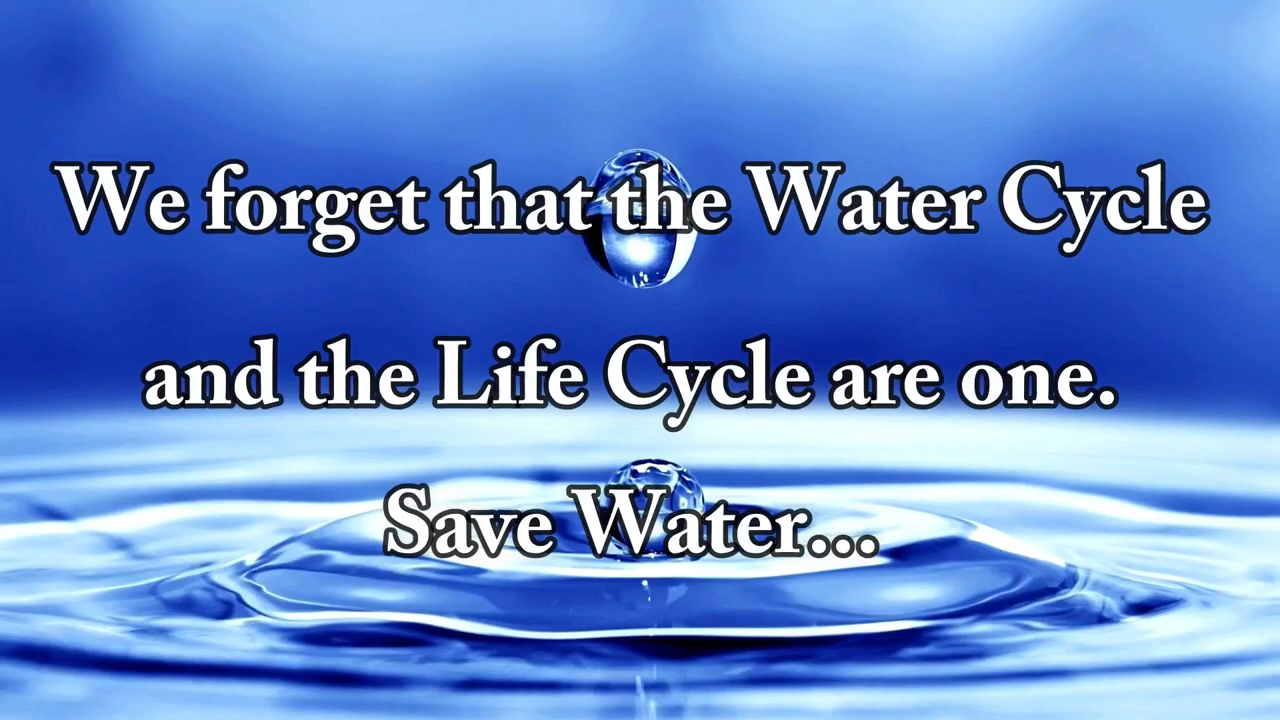 We forget that the Water Cycle
and the Life Cycle are one.
Save Water...